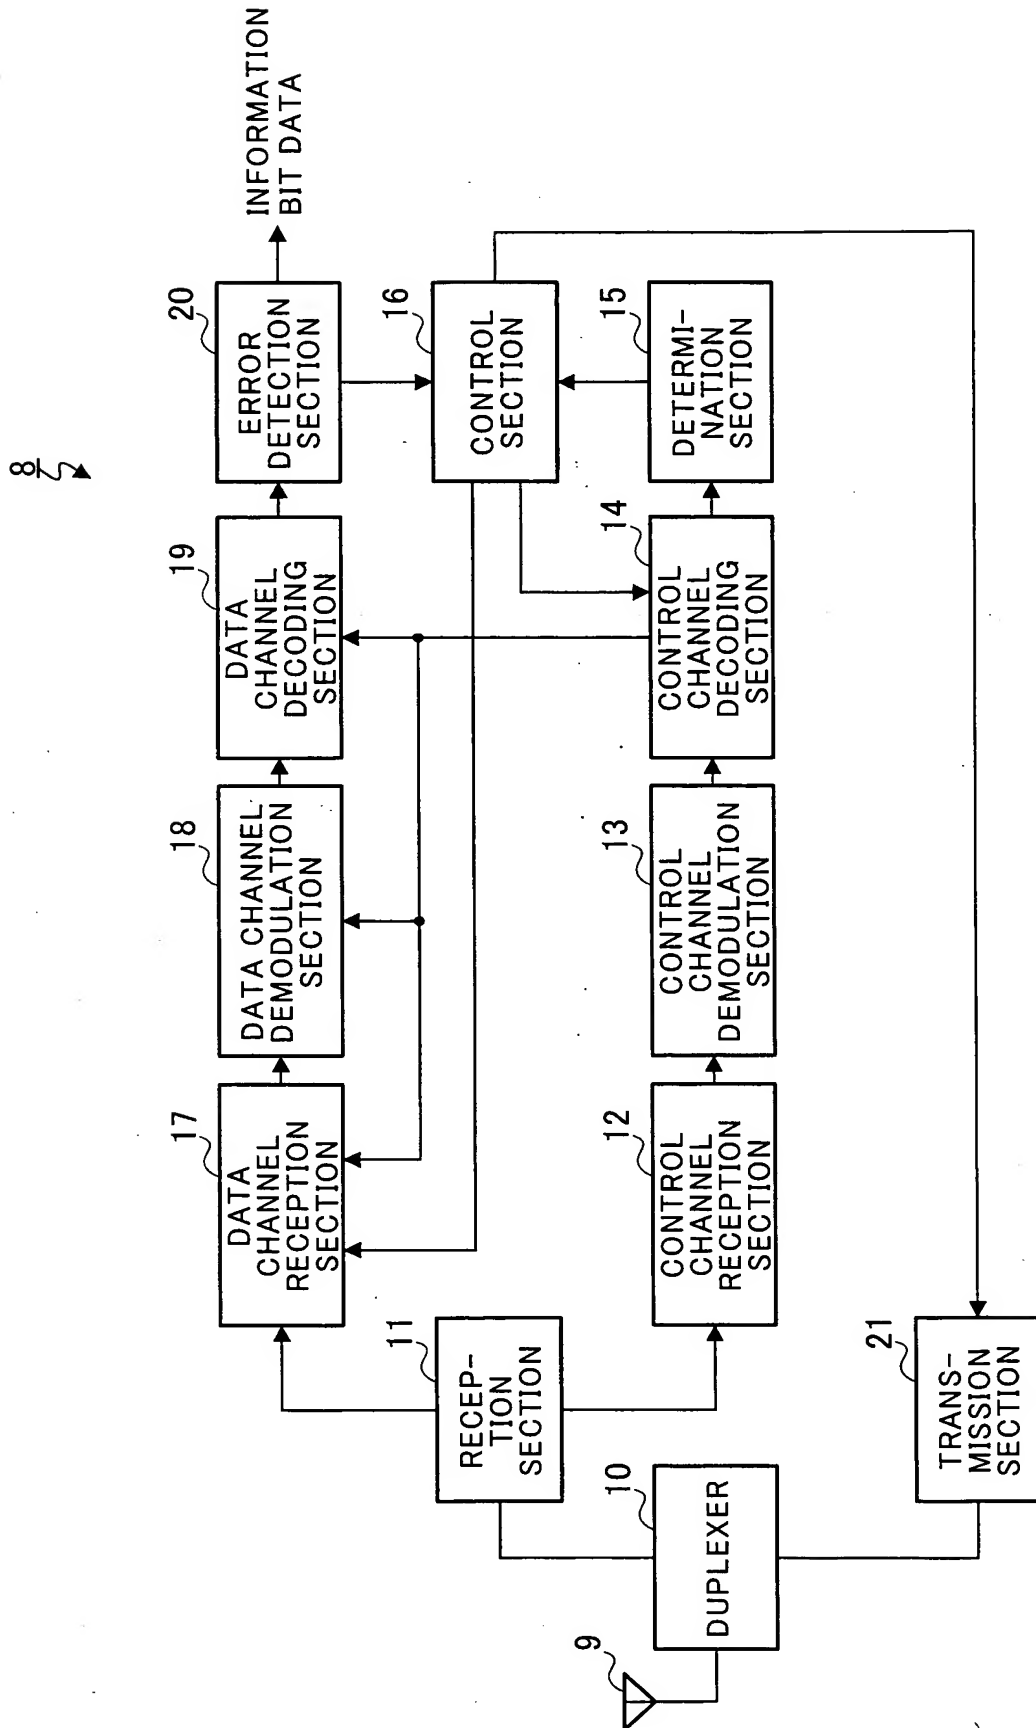 8
9
10
DUPLEXER
11
RECEP-
TION
SECTION
17
DATA
CHANNEL
RECEPTION
SECTION
18
DATA CHANNEL
DEMODULATION
SECTION
19
DATA
CHANNEL
DECODING
SECTION
20
ERROR
DETECTION
SECTION
INFORMATION
BIT DATA
16
CONTROL
SECTION
12
CONTROL
CHANNEL
RECEPTION
SECTION
13
CONTROL
CHANNEL
DEMODULATION
SECTION
14
CONTROL
CHANNEL
DECODING
SECTION
15
DETERMI-
NATION
SECTION
21
TRANS-
MISSION
SECTION